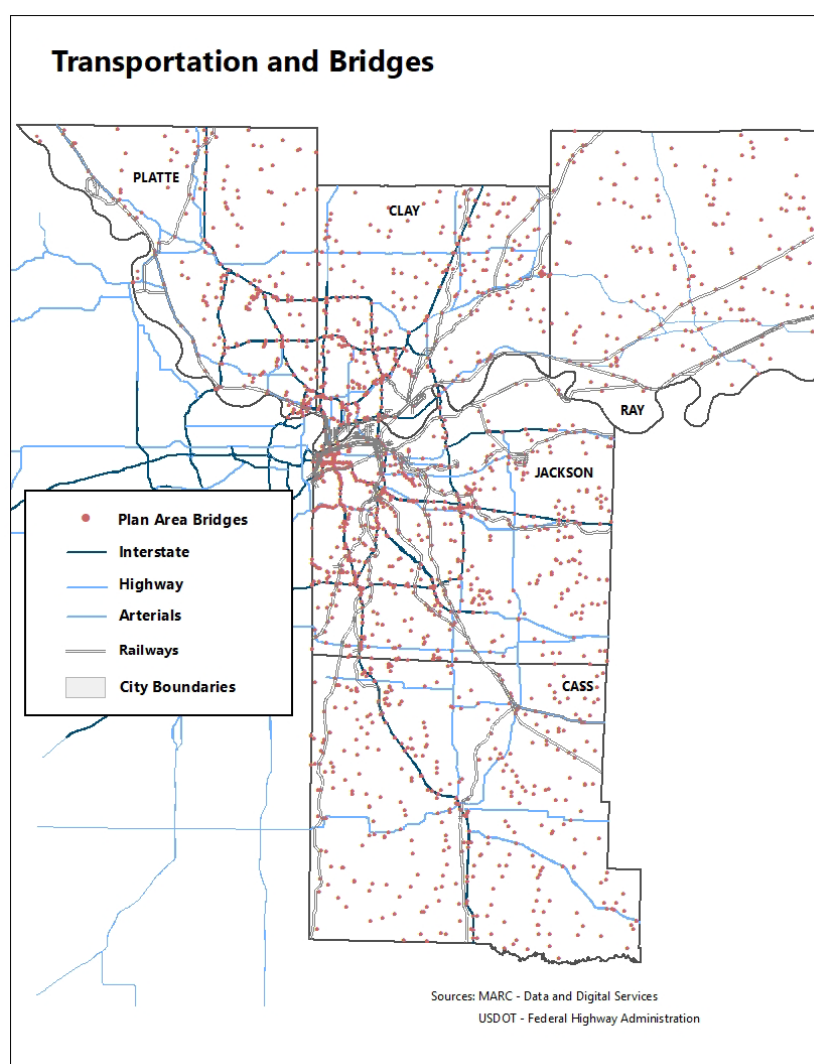 Transportation and Bridges
PLATTE
CLAY
RAY
JACKSON
Plan Area Bridges
Interstate
Highway
Arterials
Railways
City Boundaries
CASS
Sources: MARC - Data and Digital Services
USDOT - Federal Highway Administration